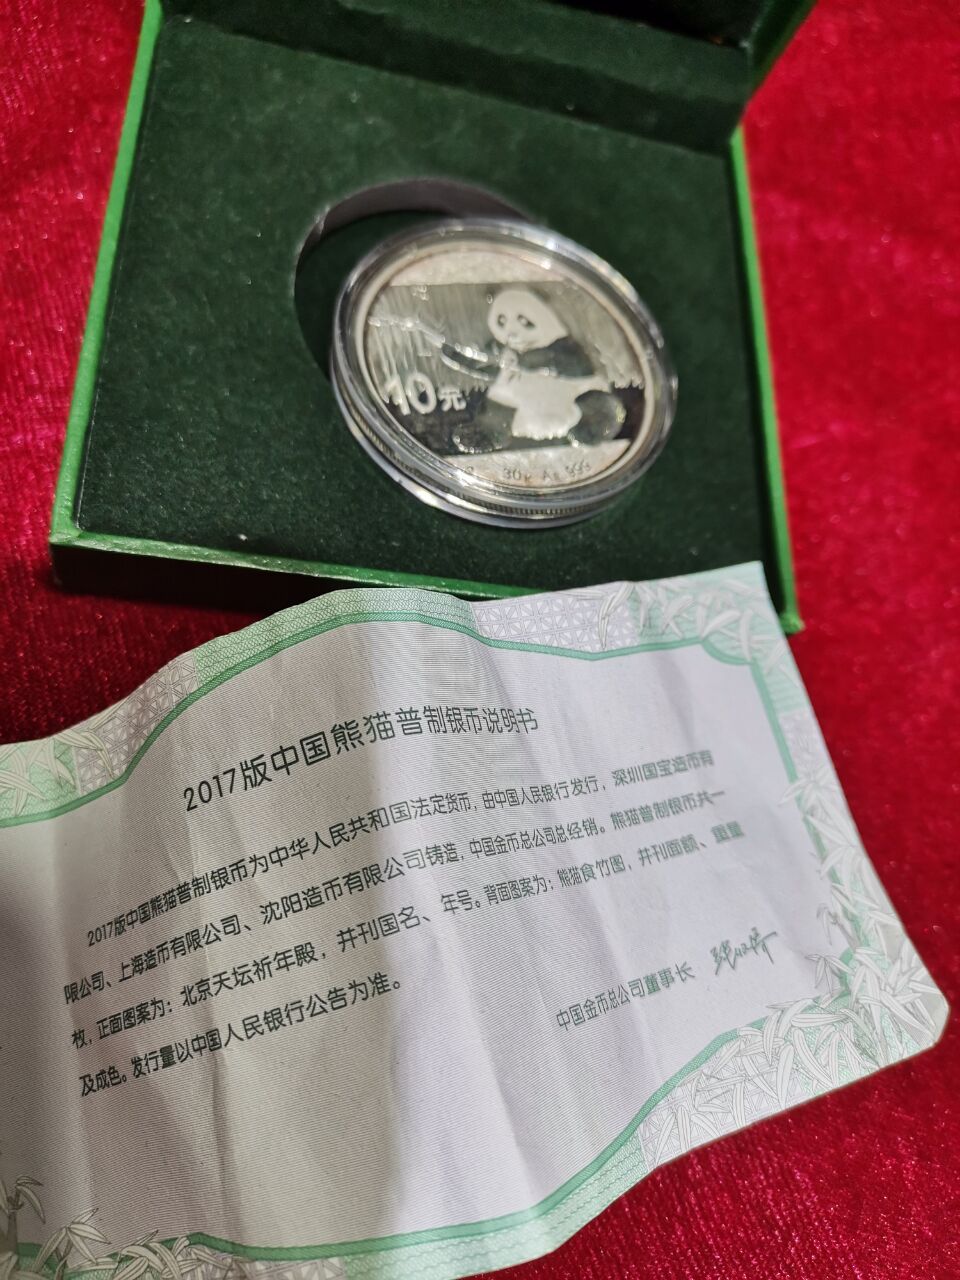 10元
30g Ag 999
2017版中国熊猫普制银币说明书
2017版中国熊猫普制银币为中华人民共和国法定货币，由中国人民银行发行，深圳国宝造币有
限公司、上海造币有限公司、沈阳造币有限公司铸造，中国金币总公司总经销。熊猫普制银币共一
枚，正面图案为：北京天坛祈年殿，并刊国名、年号。背面图案为：熊猫食竹图，并刊面额、重量
及成色。发行量以中国人民银行公告为准。
中国金币总公司董事长